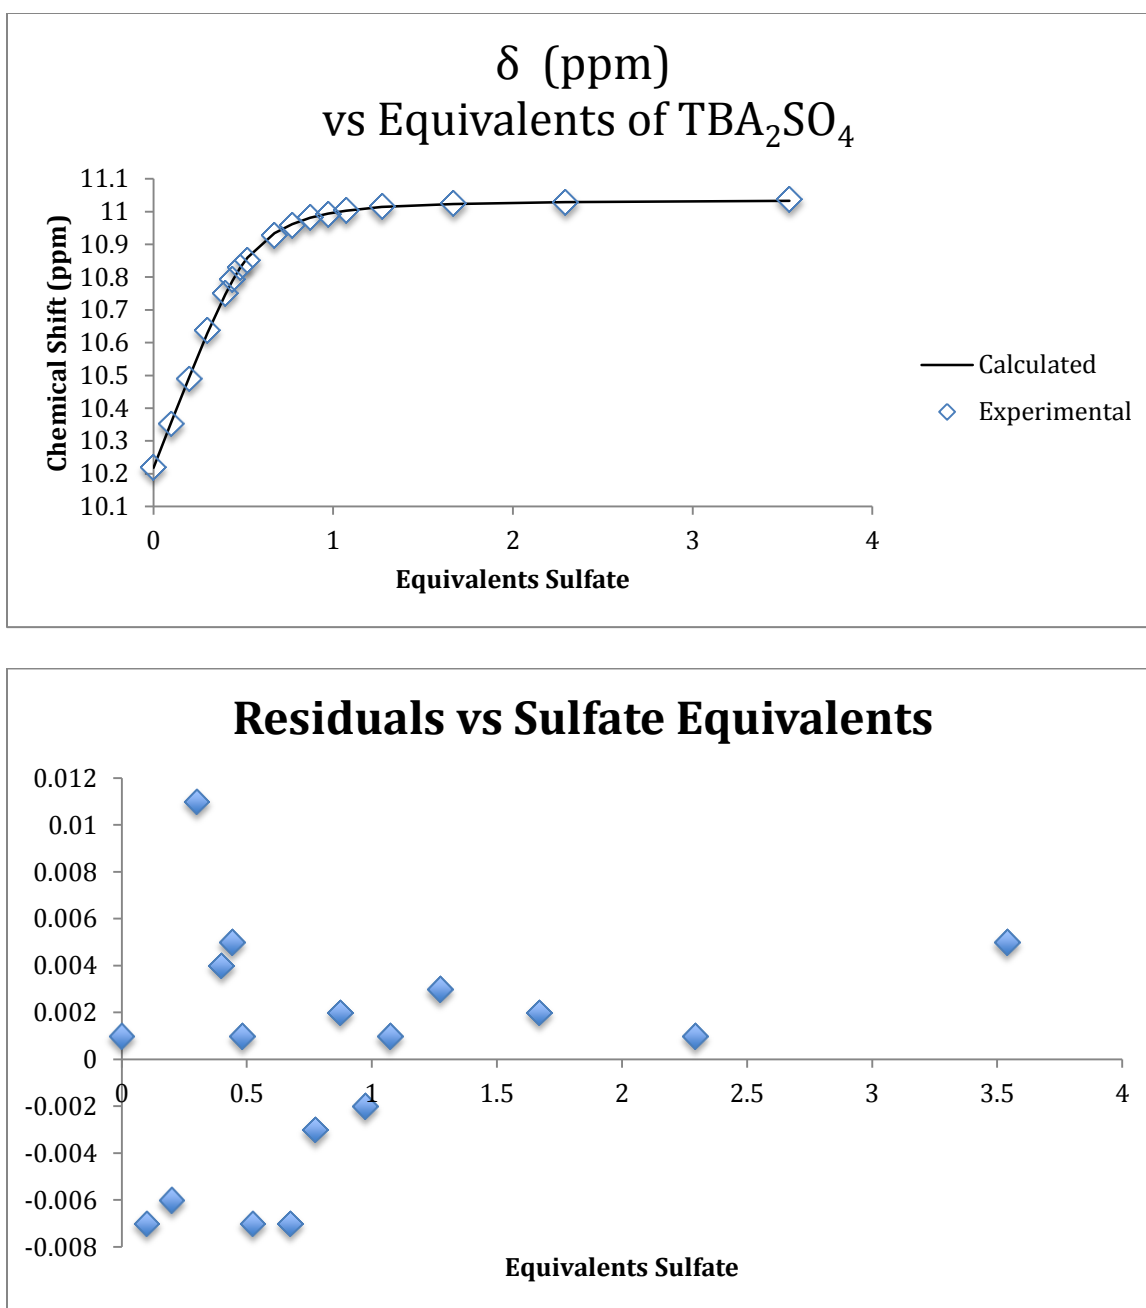 δ (ppm)
vs Equivalents of TBA₂SO₄
11.1
11
10.9
10.8
10.7
10.6
10.5
10.4
10.3
10.2
10.1
Chemical Shift (ppm)
0 1 2 3 4
Equivalents Sulfate
Calculated
Experimental
Residuals vs Sulfate Equivalents
0.012
0.01
0.008
0.006
0.004
0.002
0
0 0.5 1 1.5 2 2.5 3 3.5 4
-0.002
-0.004
-0.006
-0.008
Equivalents Sulfate